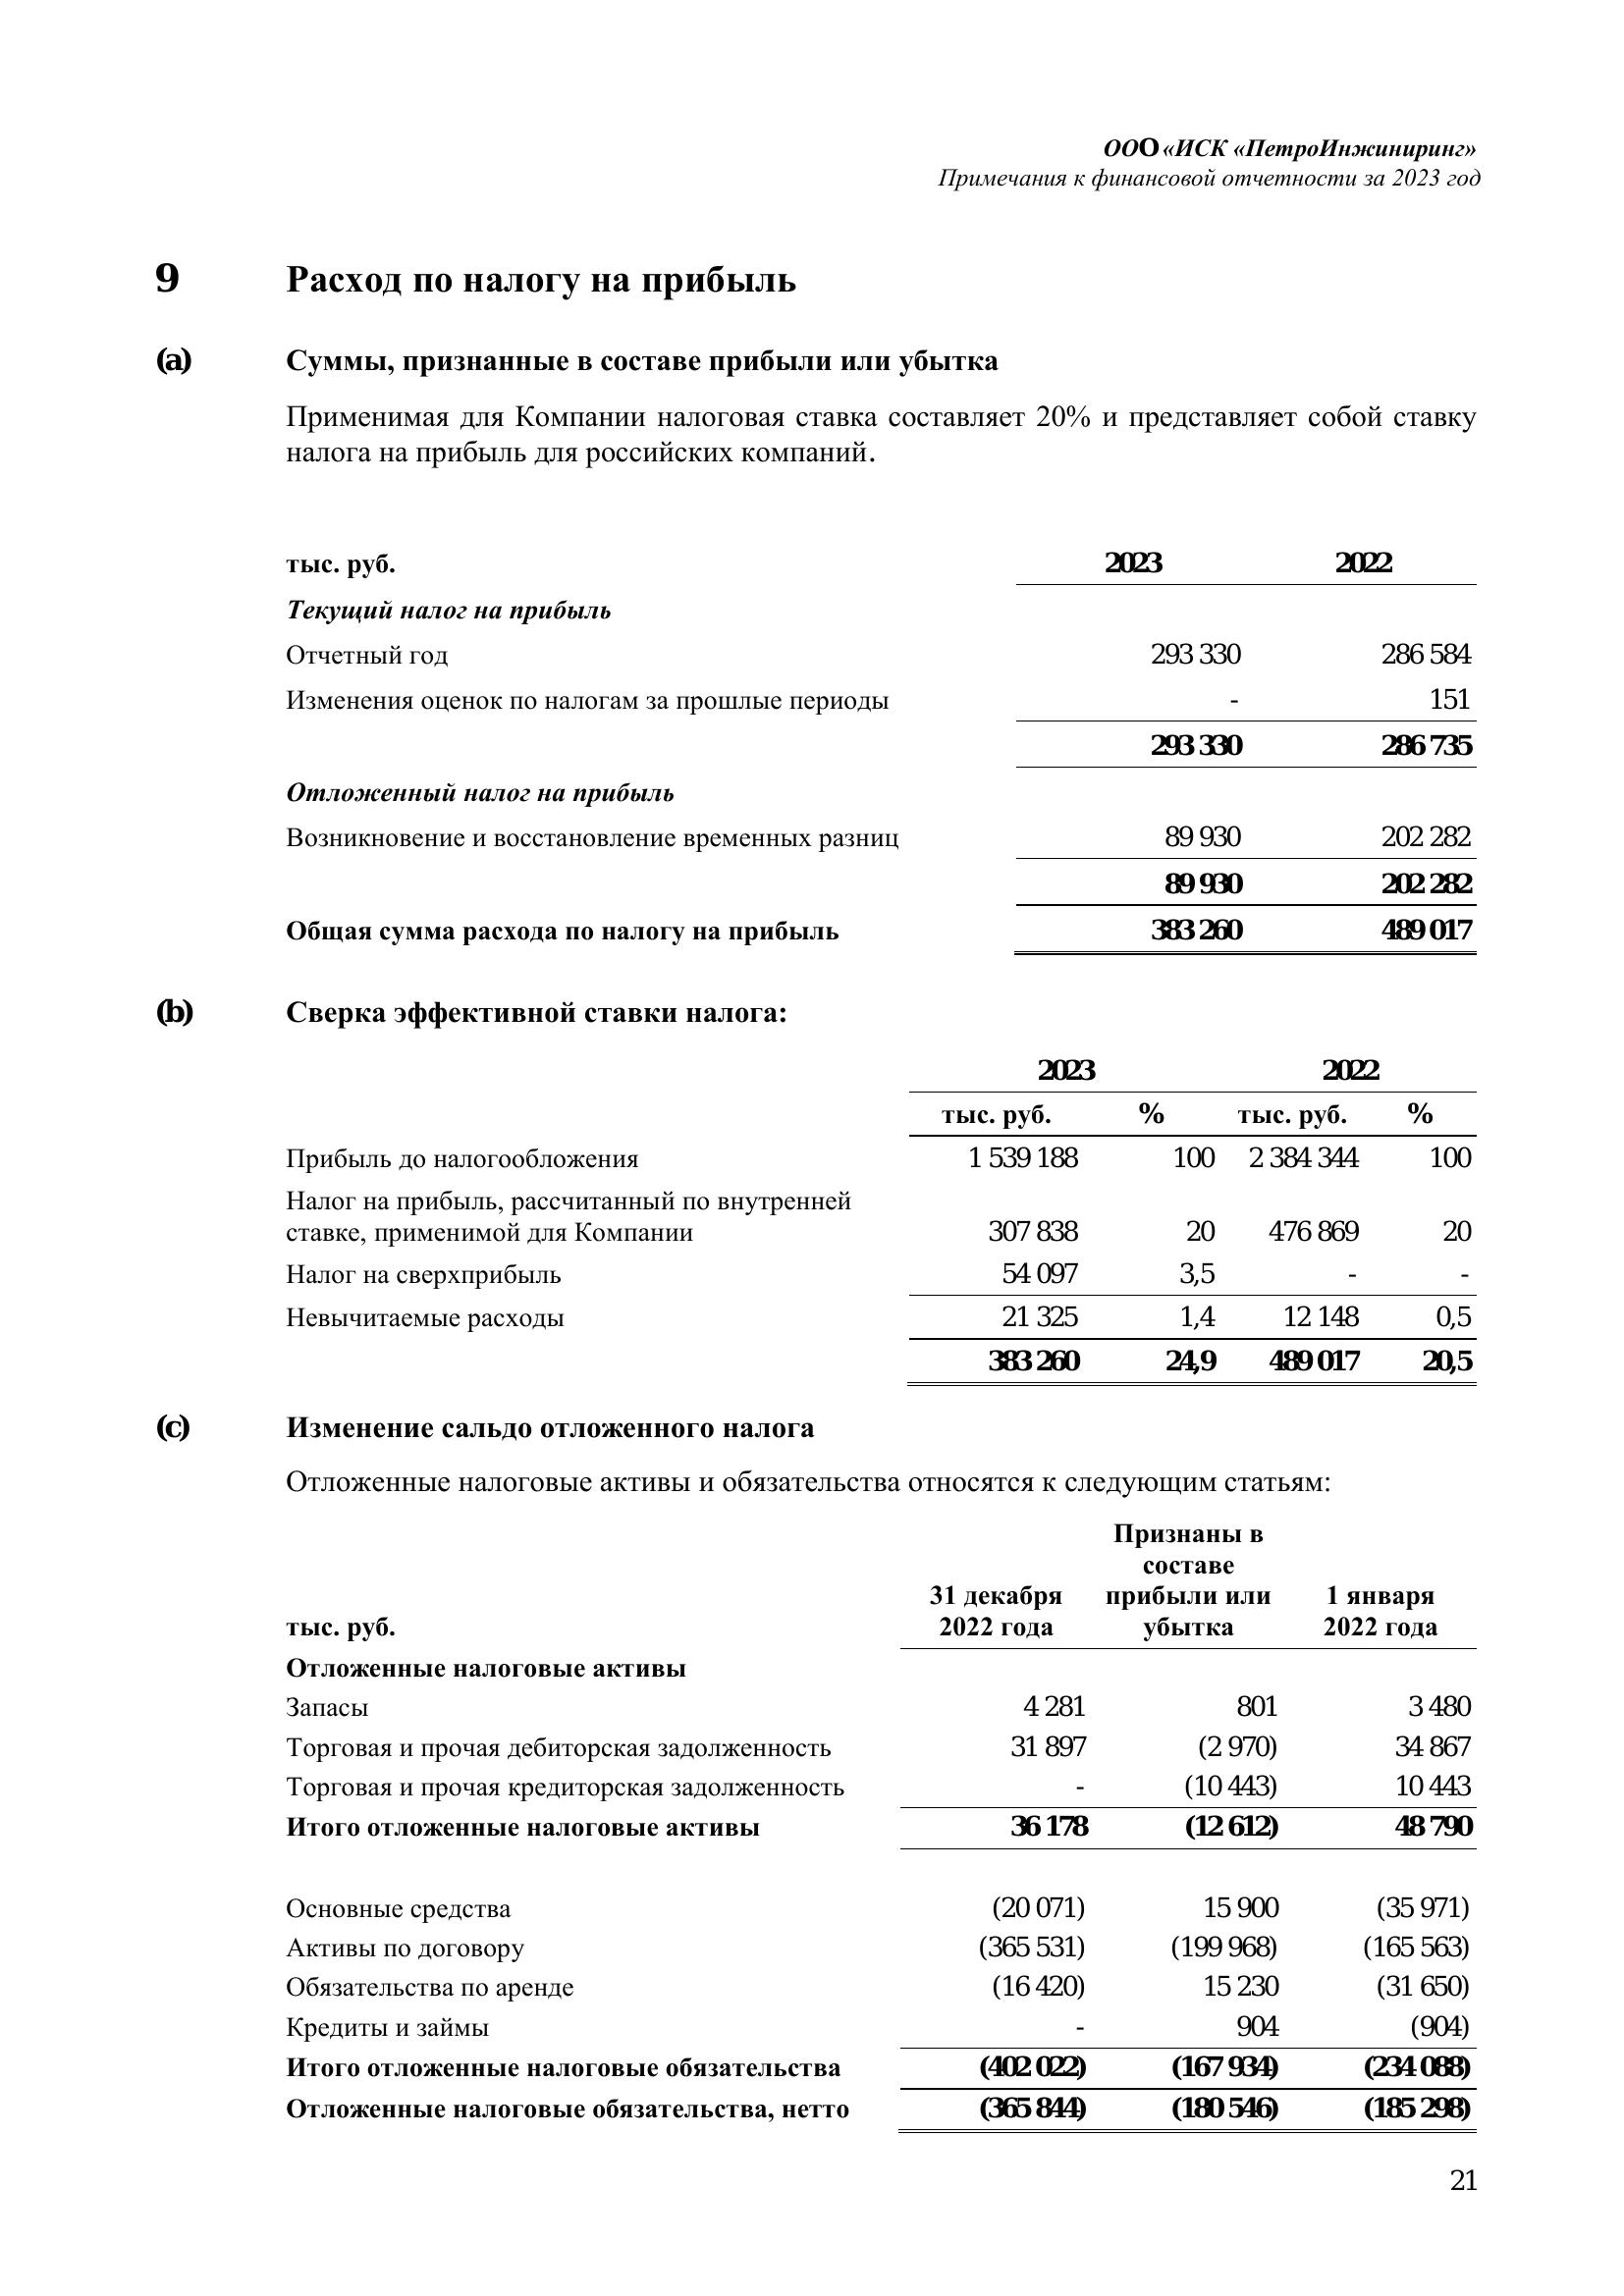 ООО «ИСК «ПетроИнжиниринг»
Примечания к финансовой отчетности за 2023 год
9 Расход по налогу на прибыль
(a) Суммы, признанные в составе прибыли или убытка
Применимая для Компании налоговая ставка составляет 20% и представляет собой ставку
налога на прибыль для российских компаний.
тыс. руб. 2023 2022
Текущий налог на прибыль
Отчетный год 293 330 286 584
Изменения оценок по налогам за прошлые периоды - 151
293 330 286 735
Отложенный налог на прибыль
Возникновение и восстановление временных разниц 89 930 202 282
89 930 202 282
Общая сумма расхода по налогу на прибыль 383 260 489 017
(b) Сверка эффективной ставки налога:
2023 2022
тыс. руб. % тыс. руб. %
Прибыль до налогообложения 1 539 188 100 2 384 344 100
Налог на прибыль, рассчитанный по внутренней
ставке, применимой для Компании 307 838 20 476 869 20
Налог на сверхприбыль 54 097 3,5 - -
Невычитаемые расходы 21 325 1,4 12 148 0,5
383 260 24,9 489 017 20,5
(c) Изменение сальдо отложенного налога
Отложенные налоговые активы и обязательства относятся к следующим статьям:
Признаны в
составе
31 декабря прибыли или 1 января
тыс. руб. 2022 года убытка 2022 года
Отложенные налоговые активы
Запасы 4 281 801 3 480
Торговая и прочая дебиторская задолженность 31 897 (2 970) 34 867
Торговая и прочая кредиторская задолженность - (10 443) 10 443
Итого отложенные налоговые активы 36 178 (12 612) 48 790
Основные средства (20 071) 15 900 (35 971)
Активы по договору (365 531) (199 968) (165 563)
Обязательства по аренде (16 420) 15 230 (31 650)
Кредиты и займы - 904 (904)
Итого отложенные налоговые обязательства (402 022) (167 934) (234 088)
Отложенные налоговые обязательства, нетто (365 844) (180 546) (185 298)
21